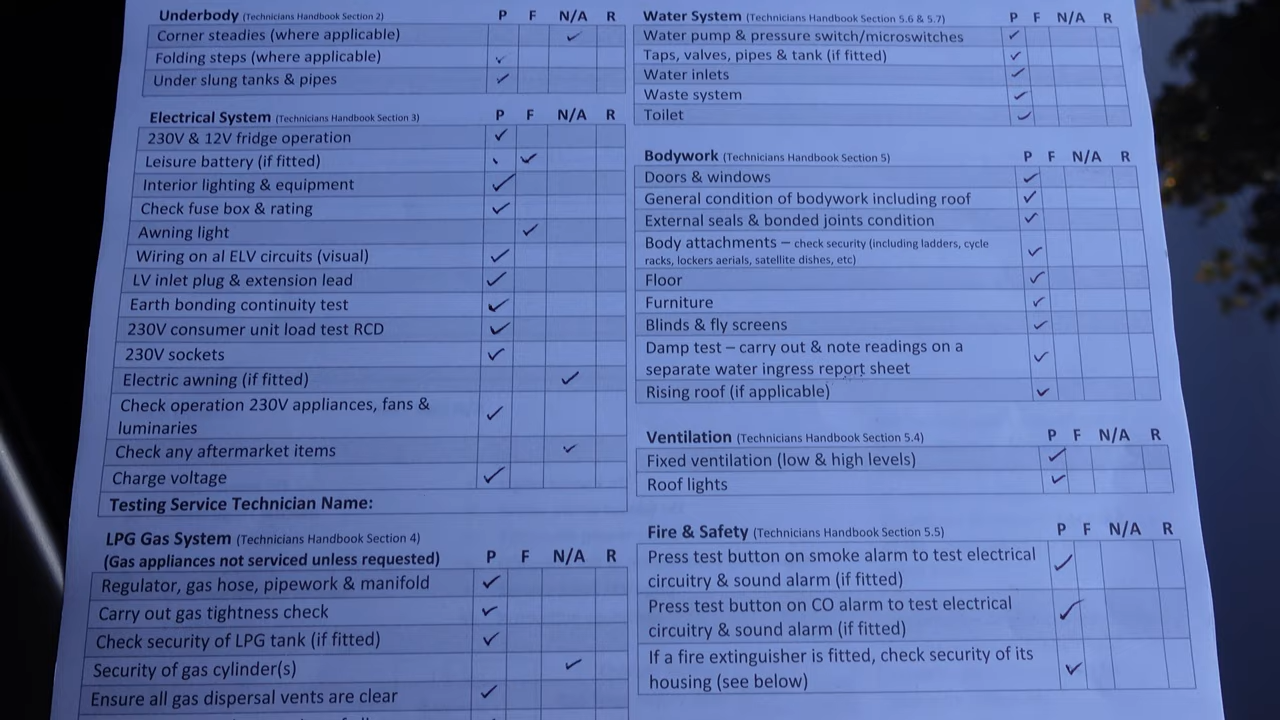 Underbody (Technicians Handbook Section 2) P F N/A R
Corner steadies (where applicable) ✓
Folding steps (where applicable) ✓
Under slung tanks & pipes ✓
Electrical System (Technicians Handbook Section 3) P F N/A R
230V & 12V fridge operation ✓
Leisure battery (if fitted) ✓
Interior lighting & equipment ✓
Check fuse box & rating ✓
Awning light ✓
Wiring on al ELV circuits (visual) ✓
LV inlet plug & extension lead ✓
Earth bonding continuity test ✓
230V consumer unit load test RCD ✓
230V sockets ✓
Electric awning (if fitted) ✓
Check operation 230V appliances, fans & ✓
luminaries
Check any aftermarket items ✓
Charge voltage ✓
Testing Service Technician Name:
LPG Gas System (Technicians Handbook Section 4)
(Gas appliances not serviced unless requested) P F N/A R
Regulator, gas hose, pipework & manifold ✓
Carry out gas tightness check ✓
Check security of LPG tank (if fitted) ✓
Security of gas cylinder(s) ✓
Ensure all gas dispersal vents are clear ✓
Water System (Technicians Handbook Section 5.6 & 5.7) P F N/A R
Water pump & pressure switch/microswitches ✓
Taps, valves, pipes & tank (if fitted) ✓
Water inlets ✓
Waste system ✓
Toilet ✓
Bodywork (Technicians Handbook Section 5) P F N/A R
Doors & windows ✓
General condition of bodywork including roof ✓
External seals & bonded joints condition ✓
Body attachments – check security (including ladders, cycle ✓
racks, lockers aerials, satellite dishes, etc)
Floor ✓
Furniture ✓
Blinds & fly screens ✓
Damp test – carry out & note readings on a ✓
separate water ingress report sheet
Rising roof (if applicable) ✓
Ventilation (Technicians Handbook Section 5.4) P F N/A R
Fixed ventilation (low & high levels) ✓
Roof lights ✓
Fire & Safety (Technicians Handbook Section 5.5) P F N/A R
Press test button on smoke alarm to test electrical ✓
circuitry & sound alarm (if fitted)
Press test button on CO alarm to test electrical ✓
circuitry & sound alarm (if fitted)
If a fire extinguisher is fitted, check security of its ✓
housing (see below)